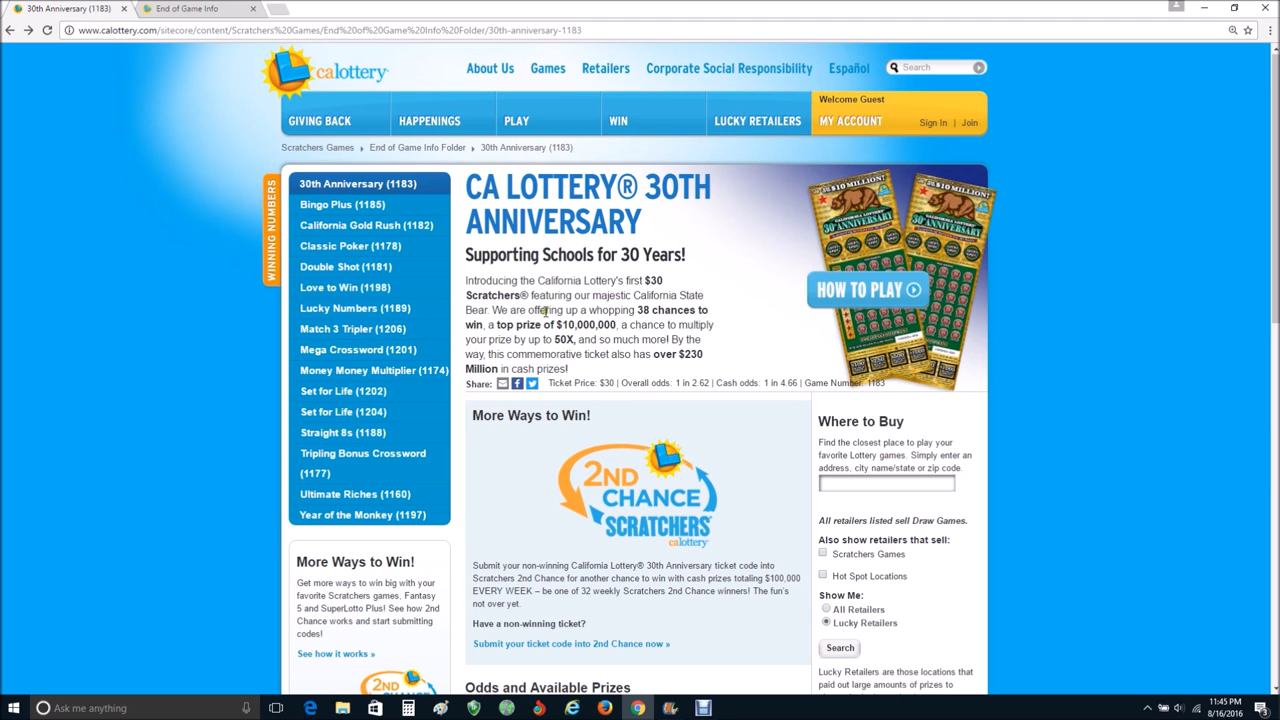 30th Anniversary (1183)
End of Game Info
www.calottery.com/sitecore/content/Scratchers%20Games/End%20of%20Game%20Info%20Folder/30th-anniversary-1183
calottery
About Us Games Retailers Corporate Social Responsibility Español Search
GIVING BACK HAPPENINGS PLAY WIN LUCKY RETAILERS
Welcome Guest
MY ACCOUNT Sign In | Join
Scratchers Games End of Game Info Folder 30th Anniversary (1183)
WINNING NUMBERS
30th Anniversary (1183)
Bingo Plus (1185)
California Gold Rush (1182)
Classic Poker (1178)
Double Shot (1181)
Love to Win (1198)
Lucky Numbers (1189)
Match 3 Tripler (1206)
Mega Crossword (1201)
Money Money Multiplier (1174)
Set for Life (1202)
Set for Life (1204)
Straight 8s (1188)
Tripling Bonus Crossword
(1177)
Ultimate Riches (1160)
Year of the Monkey (1197)
More Ways to Win!
Get more ways to win big with your
favorite Scratchers games, Fantasy
5 and SuperLotto Plus! See how 2nd
Chance works and start submitting
codes!
See how it works »
CA LOTTERY® 30TH
ANNIVERSARY
Supporting Schools for 30 Years!
Introducing the California Lottery's first $30
Scratchers® featuring our majestic California State
Bear. We are offering up a whopping 38 chances to
win, a top prize of $10,000,000, a chance to multiply
your prize by up to 50X, and so much more! By the
way, this commemorative ticket also has over $230
Million in cash prizes!
Share: Ticket Price: $30 | Overall odds: 1 in 2.62 | Cash odds: 1 in 4.66 | Game Number: 1183
$10 MILLION!
30th ANNIVERSARY
$10 MILLION!
30th ANNIVERSARY
HOW TO PLAY
More Ways to Win!
2ND
CHANCE
SCRATCHERS
calottery
Submit your non-winning California Lottery® 30th Anniversary ticket code into
Scratchers 2nd Chance for another chance to win with cash prizes totaling $100,000
EVERY WEEK – be one of 32 weekly Scratchers 2nd Chance winners! The fun's
not over yet.
Have a non-winning ticket?
Submit your ticket code into 2nd Chance now »
Odds and Available Prizes
Where to Buy
Find the closest place to play your
favorite Lottery games. Simply enter an
address, city name/state or zip code.
All retailers listed sell Draw Games.
Also show retailers that sell:
Scratchers Games
Hot Spot Locations
Show Me:
All Retailers
Lucky Retailers
Search
Lucky Retailers are those locations that
paid out large amounts of prizes to
Ask me anything
11:45 PM
8/16/2016